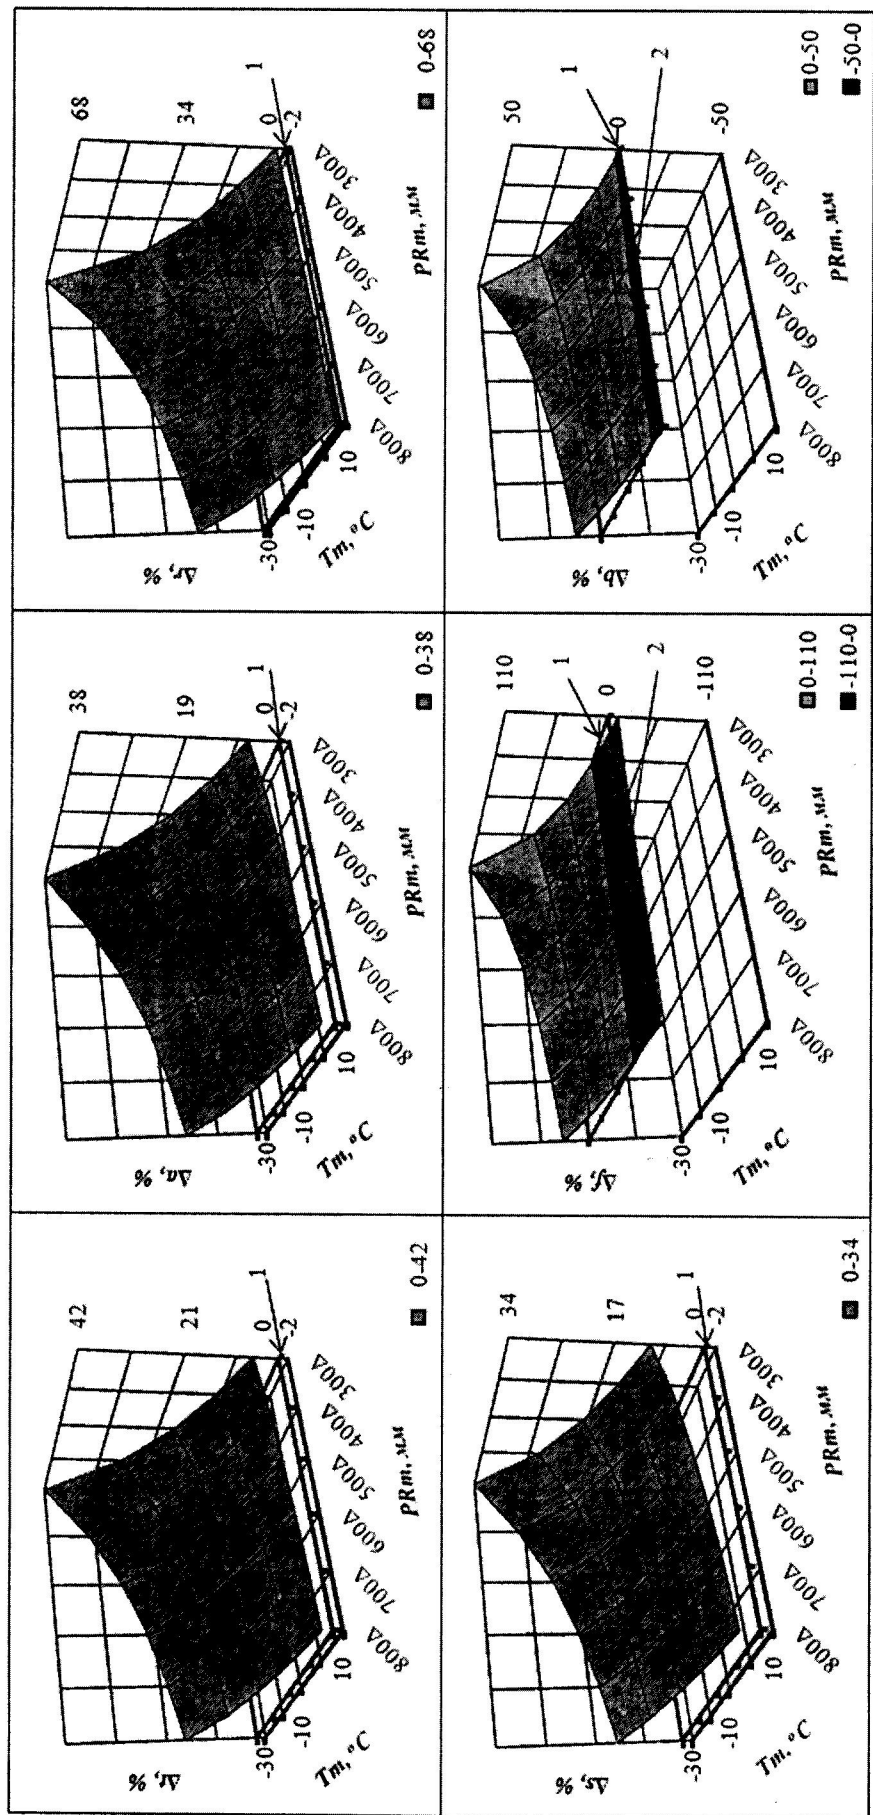 Δt, %
42
21
0
-2
1
-30
-10
10
Tm, °C
800Δ
700Δ
600Δ
500Δ
400Δ
300Δ
PRm, мм
0-42
Δa, %
38
19
0
-2
1
-30
-10
10
Tm, °C
800Δ
700Δ
600Δ
500Δ
400Δ
300Δ
PRm, мм
0-38
Δr, %
68
34
0
-2
1
-30
-10
10
Tm, °C
800Δ
700Δ
600Δ
500Δ
400Δ
300Δ
PRm, мм
0-68
Δs, %
34
17
0
-2
1
-30
-10
10
Tm, °C
800Δ
700Δ
600Δ
500Δ
400Δ
300Δ
PRm, мм
0-34
Δf, %
110
0
-110
1
2
-30
-10
10
Tm, °C
800Δ
700Δ
600Δ
500Δ
400Δ
300Δ
PRm, мм
0-110
-110-0
Δb, %
50
0
-50
1
2
-30
-10
10
Tm, °C
800Δ
700Δ
600Δ
500Δ
400Δ
300Δ
PRm, мм
0-50
-50-0